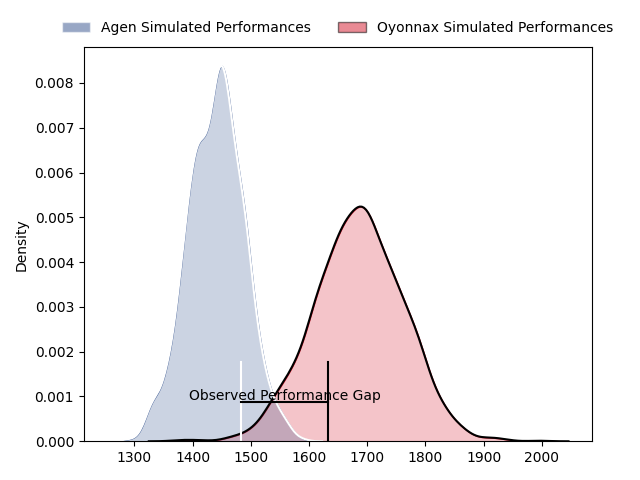 Agen Simulated Performances Oyonnax Simulated Performances
0.008
0.007
0.006
0.005
0.004
0.003
0.002
0.001
0.000
Density
Observed Performance Gap
1300 1400 1500 1600 1700 1800 1900 2000